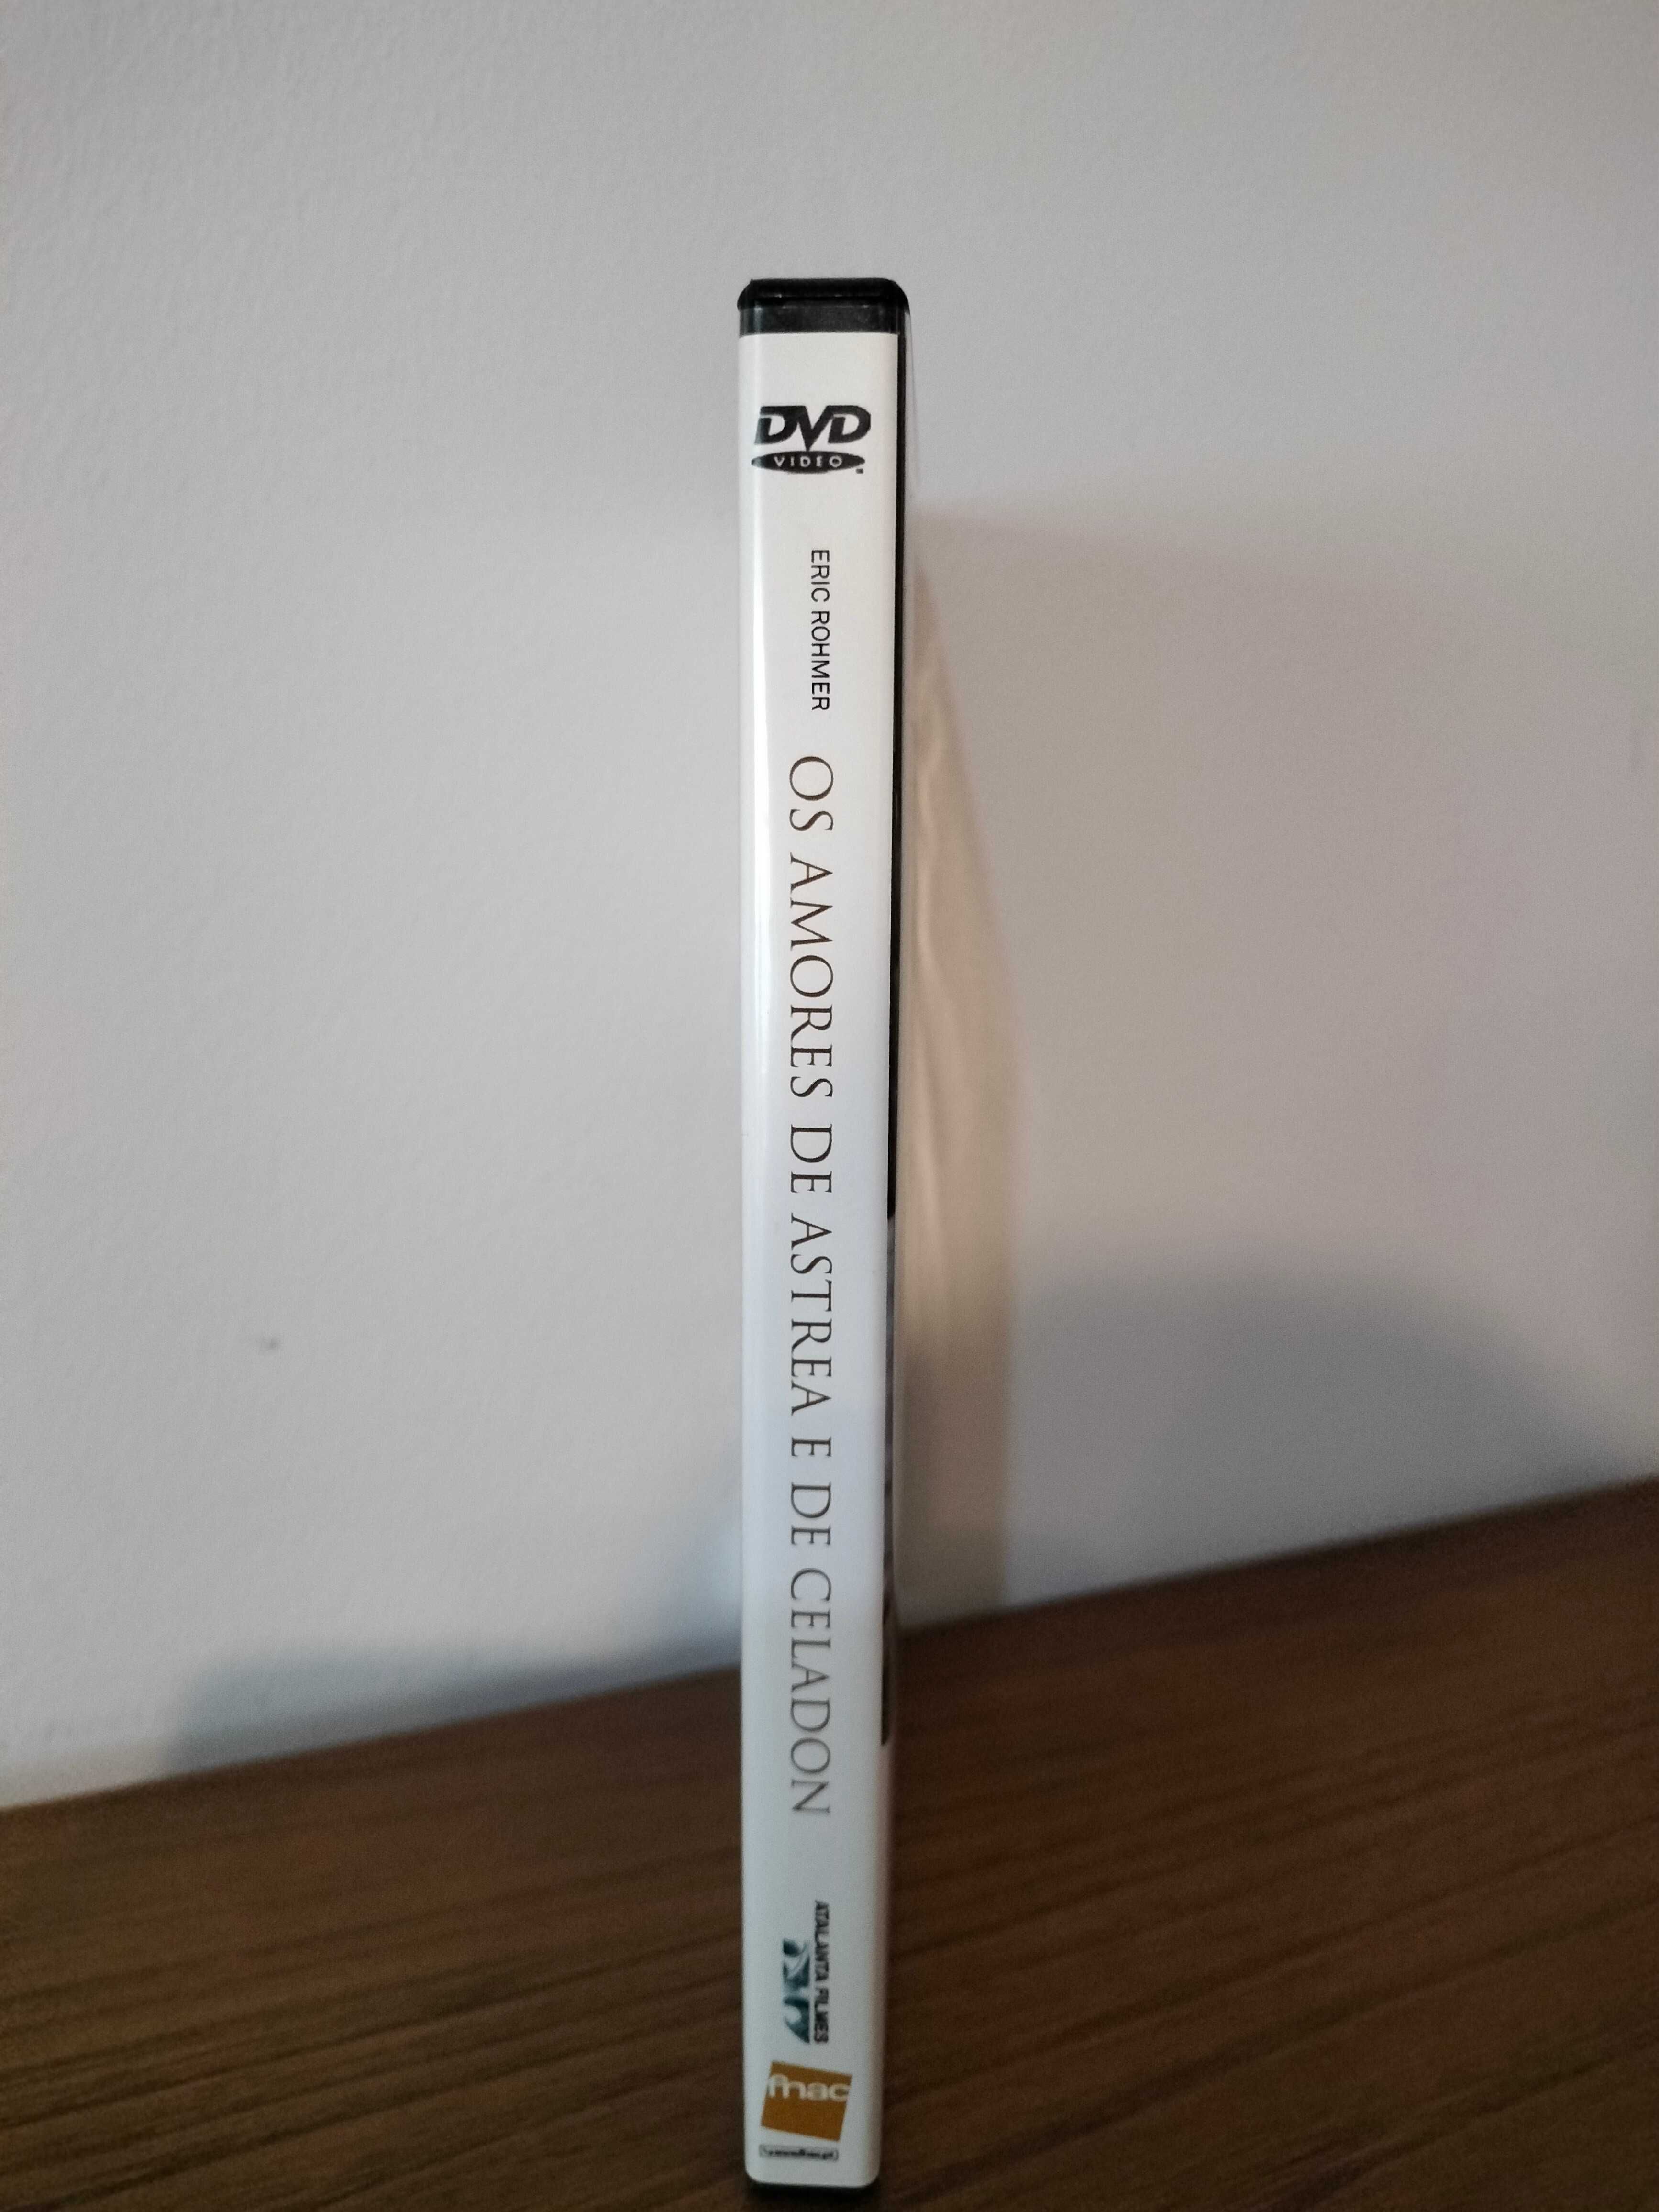 DVD
VIDEO
ERIC ROHMER
OS AMORES DE ASTREA E DE CELADON
ATALANTA FILMES
fnac